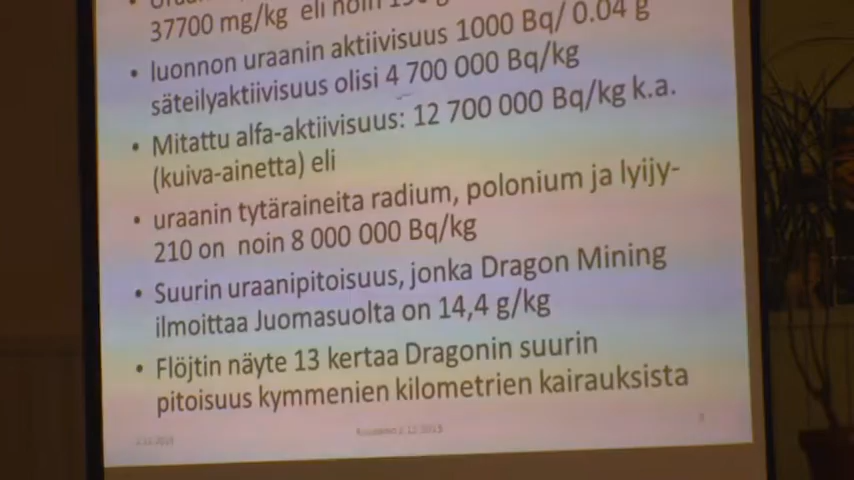 37700 mg/kg eli noin
luonnon uraanin aktiivisuus 1000 Bq/ 0.04 g
säteilyaktiivisuus olisi 4 700 000 Bq/kg
Mitattu alfa-aktiivisuus: 12 700 000 Bq/kg k.a.
(kuiva-ainetta) eli
uraanin tytäraineita radium, polonium ja lyijy-
210 on noin 8 000 000 Bq/kg
Suurin uraanipitoisuus, jonka Dragon Mining
ilmoittaa Juomasuolta on 14,4 g/kg
Flöjtin näyte 13 kertaa Dragonin suurin
pitoisuus kymmenien kilometrien kairauksista